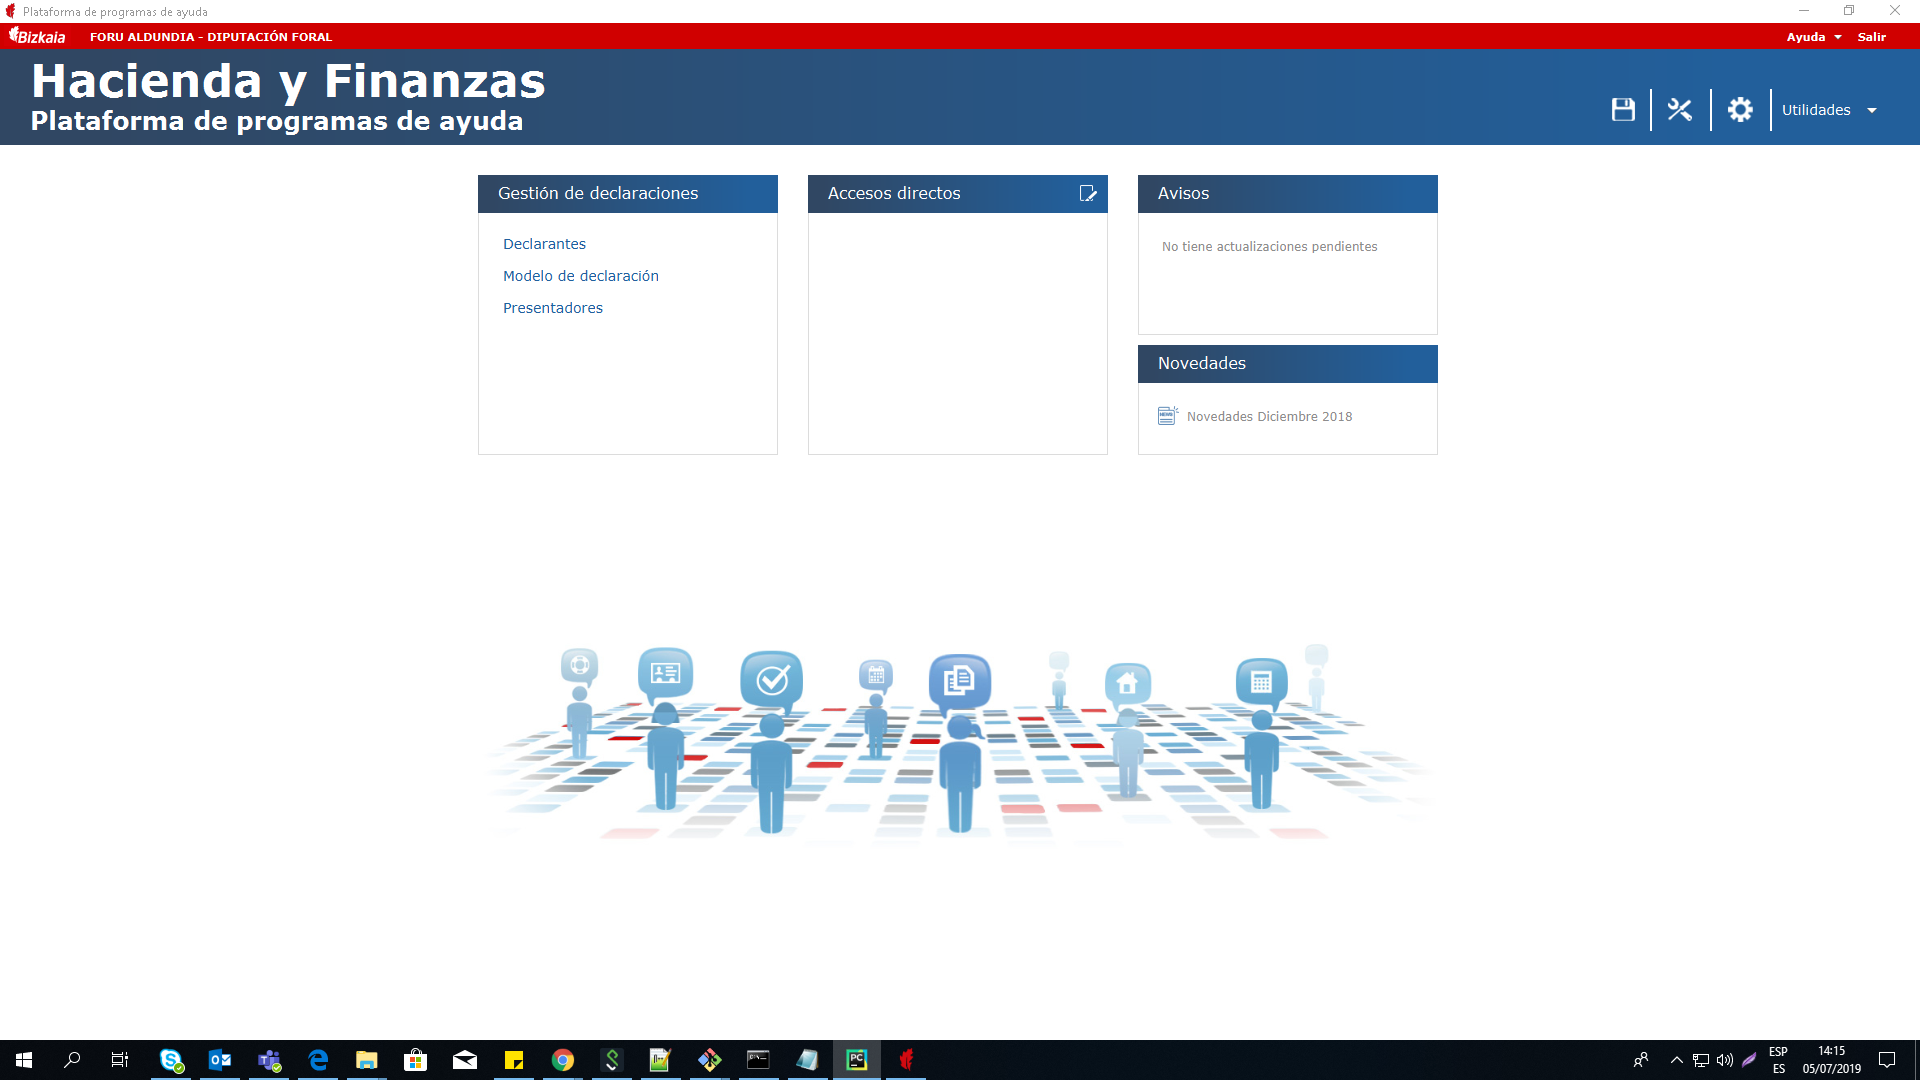 Plataforma de programas de ayuda
Bizkaia FORU ALDUNDIA - DIPUTACIÓN FORAL Ayuda Salir
Hacienda y Finanzas
Plataforma de programas de ayuda
Utilidades
Gestión de declaraciones
Declarantes
Modelo de declaración
Presentadores
Accesos directos
Avisos
No tiene actualizaciones pendientes
Novedades
NEWS Novedades Diciembre 2018
ESP
ES
14:15
05/07/2019